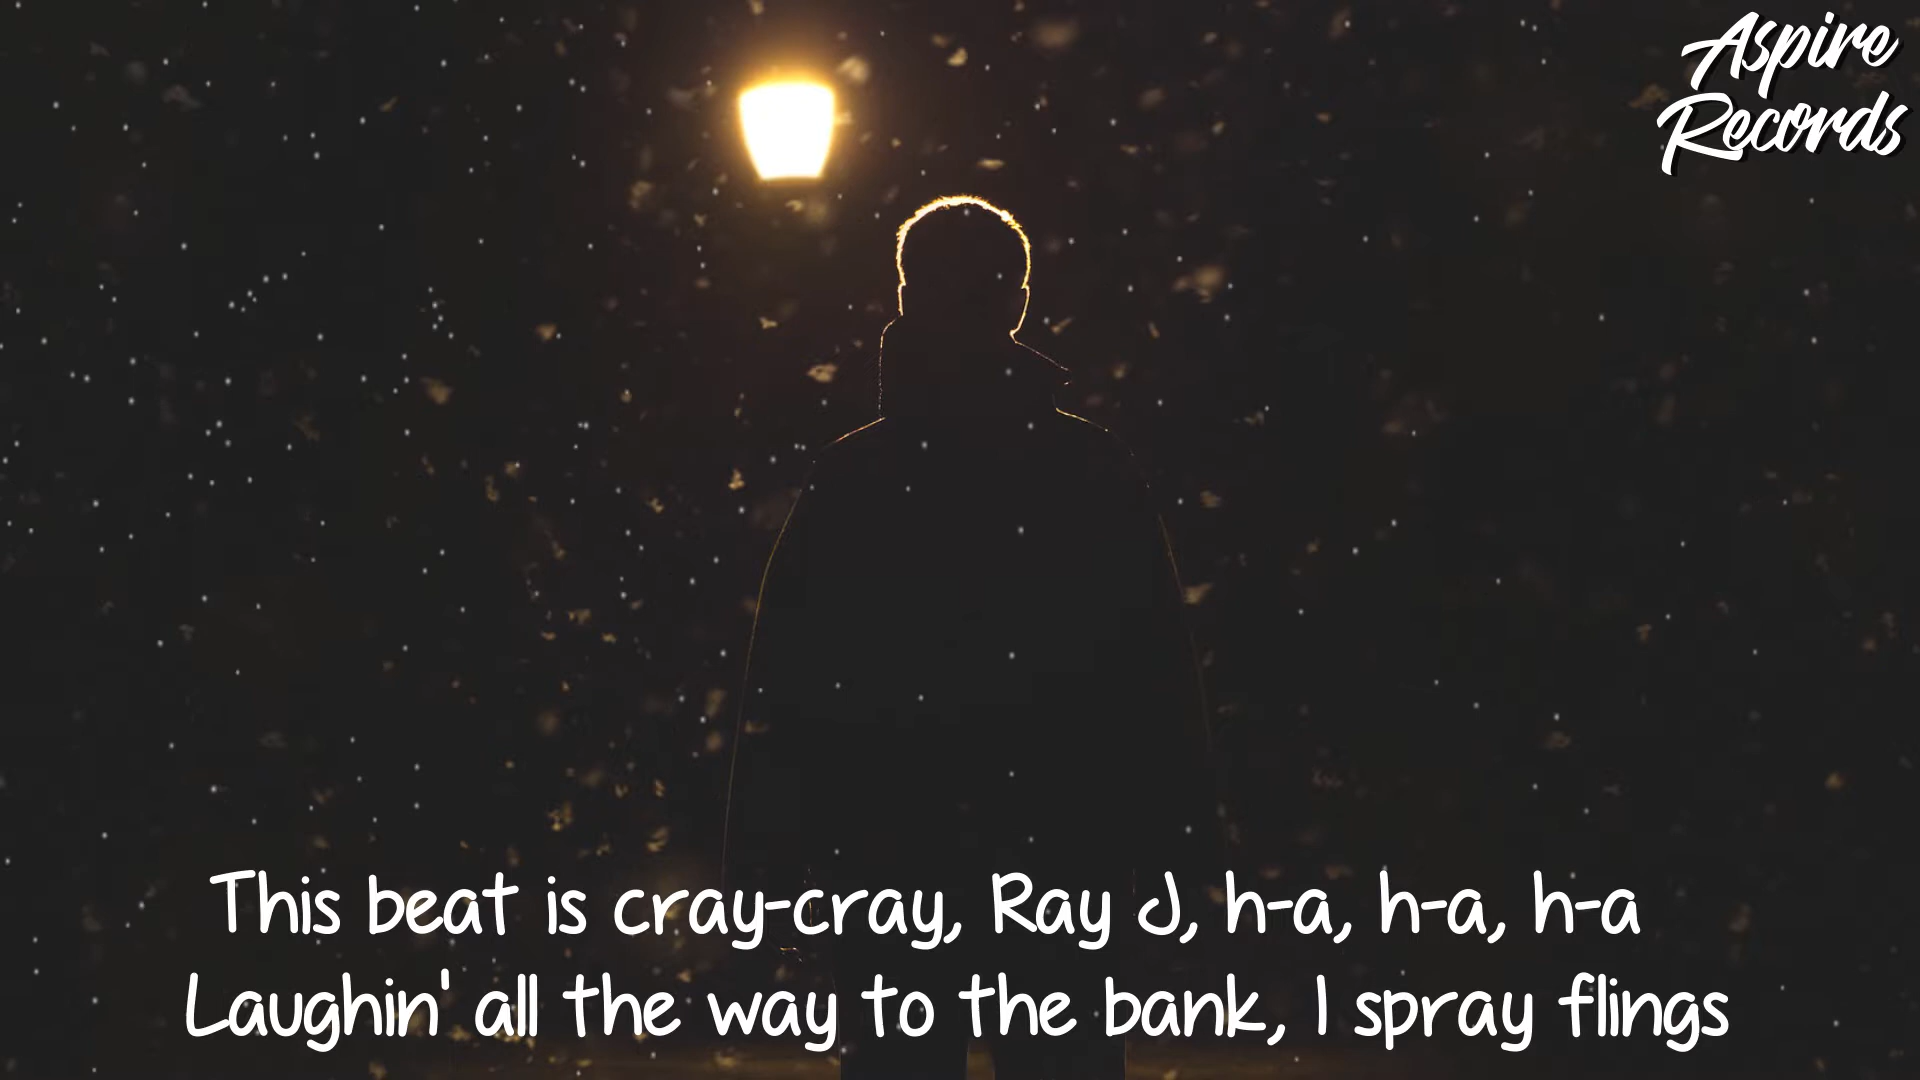 Aspire
Records
This beat is cray-cray, Ray J, h-a, h-a, h-a
Laughin' all the way to the bank, I spray flings